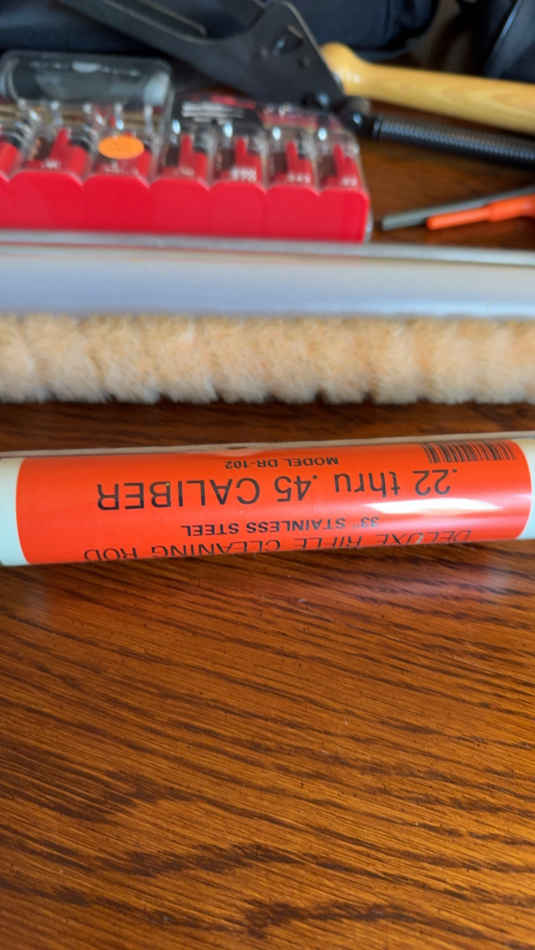 DELUXE RIFLE CLEANING ROD
33" STAINLESS STEEL
.22 thru .45 CALIBER
MODEL DR-102